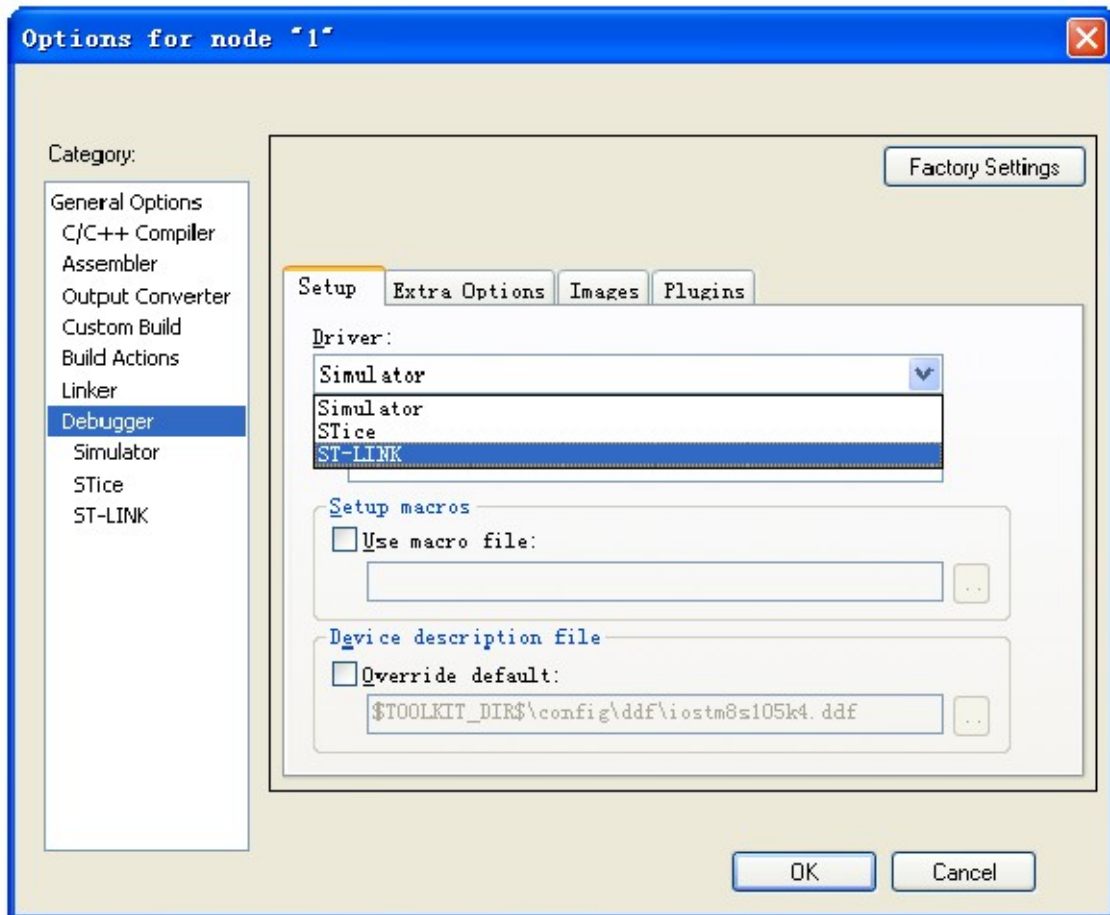 Options for node "1"
Category:
Factory Settings
General Options
C/C++ Compiler
Assembler
Output Converter
Custom Build
Build Actions
Linker
Debugger
Simulator
STice
ST-LINK
Setup
Extra Options
Images
Plugins
Driver:
Simulator
Simulator
STice
ST-LINK
Setup macros
Use macro file:
..
Device description file
Override default:
$TOOLKIT_DIR$\config\ddf\iostm8s105k4.ddf
..
OK
Cancel